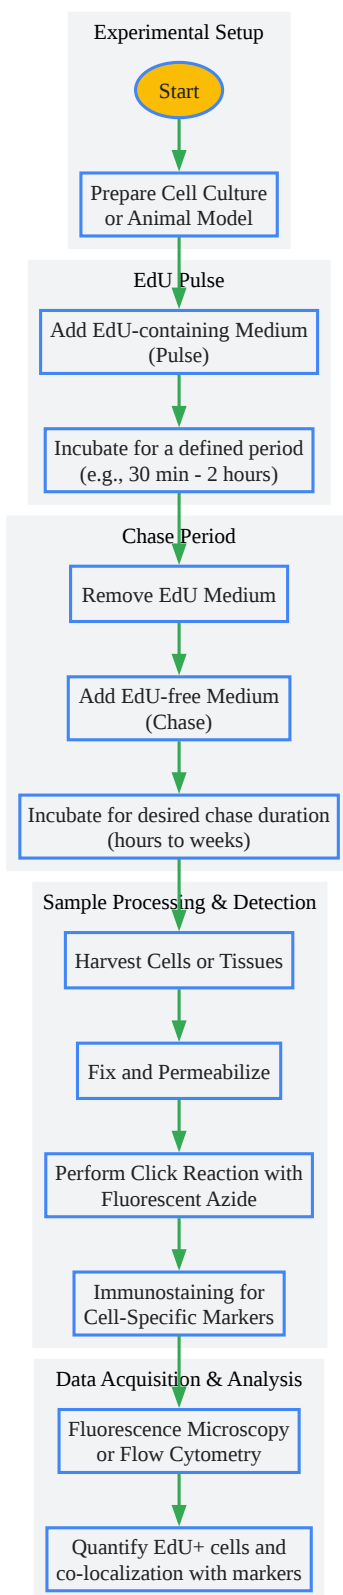 Experimental Setup
Start
Prepare Cell Culture
or Animal Model
EdU Pulse
Add EdU-containing Medium
(Pulse)
Incubate for a defined period
(e.g., 30 min - 2 hours)
Chase Period
Remove EdU Medium
Add EdU-free Medium
(Chase)
Incubate for desired chase duration
(hours to weeks)
Sample Processing & Detection
Harvest Cells or Tissues
Fix and Permeabilize
Perform Click Reaction with
Fluorescent Azide
Immunostaining for
Cell-Specific Markers
Data Acquisition & Analysis
Fluorescence Microscopy
or Flow Cytometry
Quantify EdU+ cells and
co-localization with markers